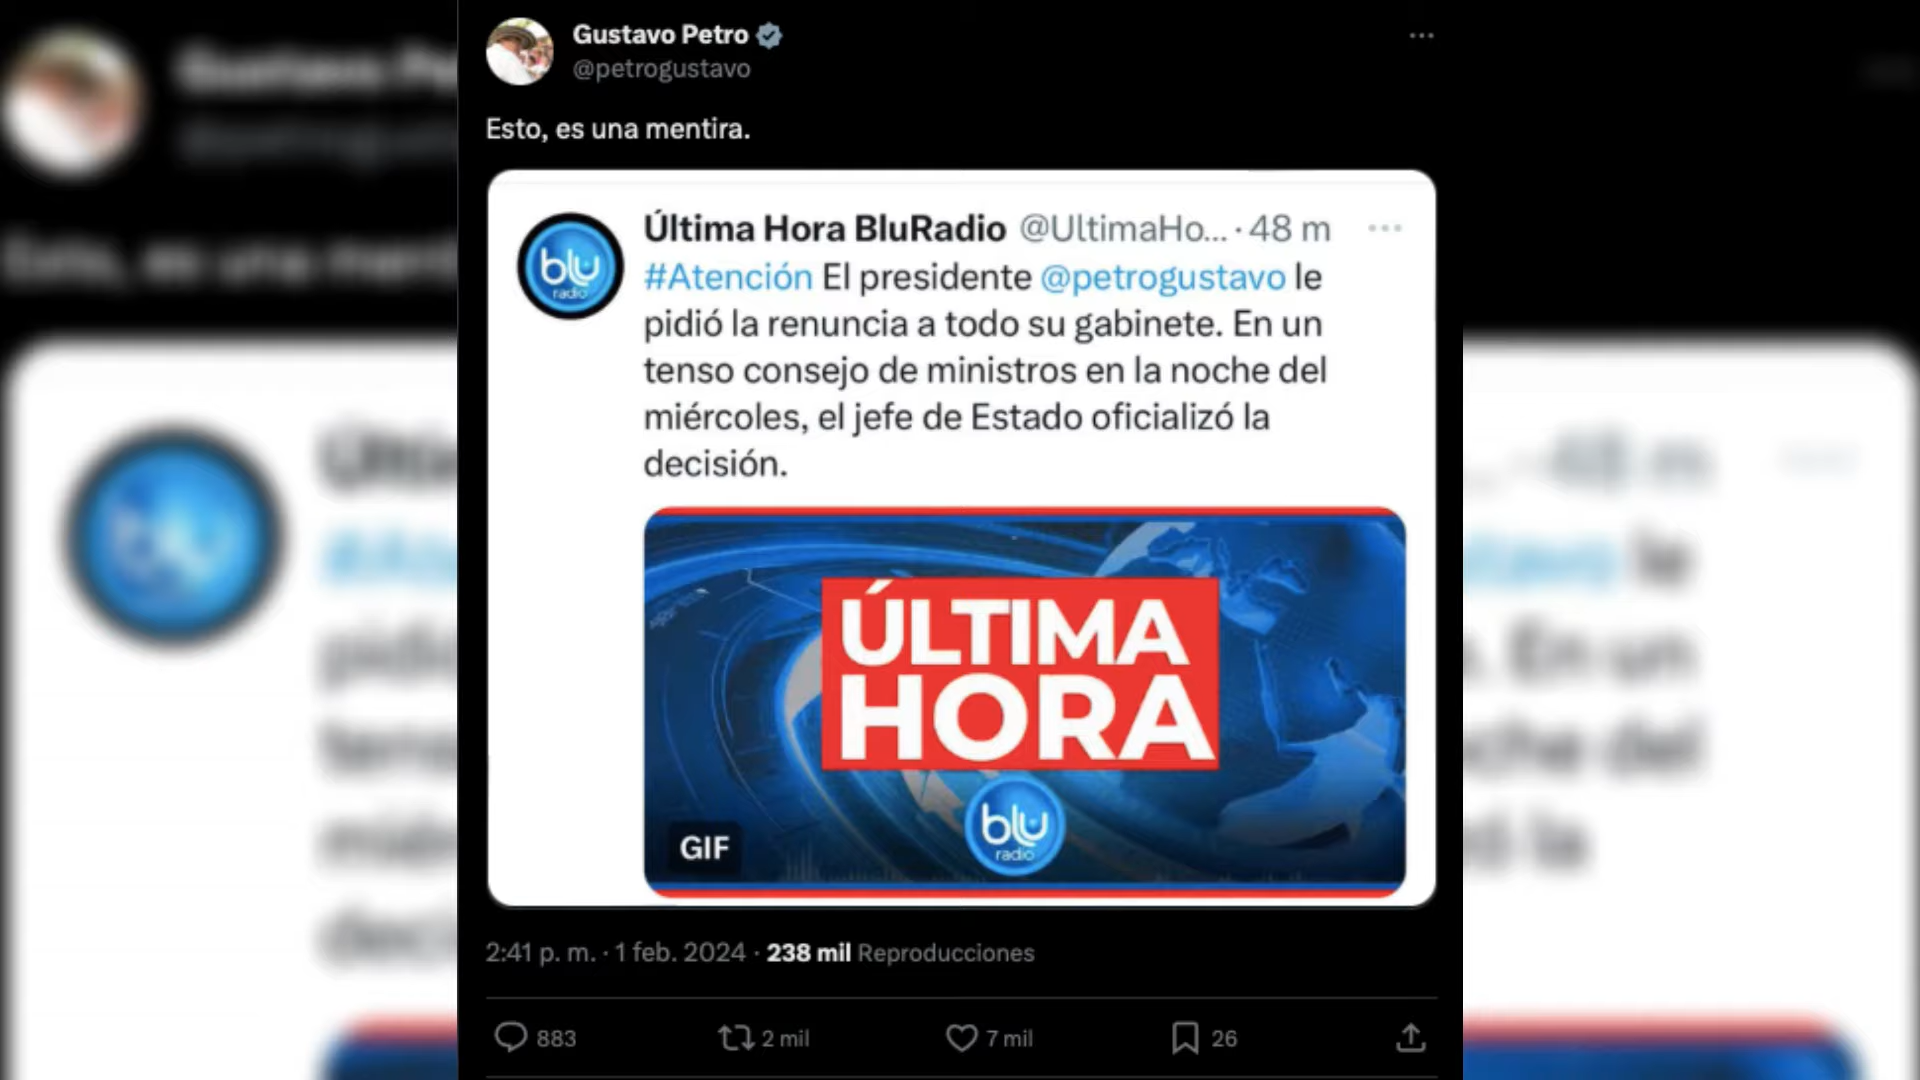 Gustavo Petro
@petrogustavo
Esto, es una mentira.
Última Hora BluRadio @UltimaHo... · 48 m
#Atención El presidente @petrogustavo le
pidió la renuncia a todo su gabinete. En un
tenso consejo de ministros en la noche del
miércoles, el jefe de Estado oficializó la
decisión.
blu
radio
ÚLTIMA
HORA
blu
radio
GIF
2:41 p. m. · 1 feb. 2024 · 238 mil Reproducciones
883 2 mil 7 mil 26